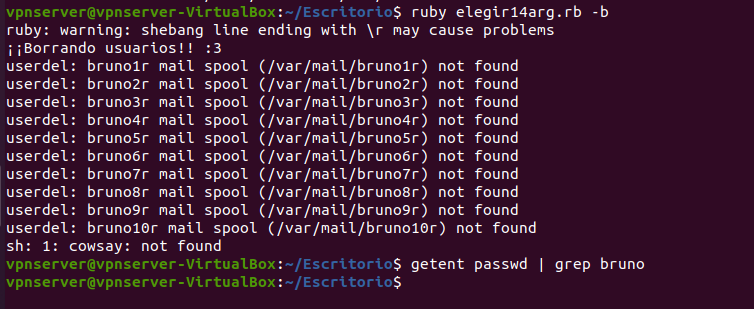 vpnserver@vpnserver-VirtualBox:~/Escritorio$ ruby elegir14arg.rb -b
ruby: warning: shebang line ending with \r may cause problems
¡¡Borrando usuarios!! :3
userdel: bruno1r mail spool (/var/mail/bruno1r) not found
userdel: bruno2r mail spool (/var/mail/bruno2r) not found
userdel: bruno3r mail spool (/var/mail/bruno3r) not found
userdel: bruno4r mail spool (/var/mail/bruno4r) not found
userdel: bruno5r mail spool (/var/mail/bruno5r) not found
userdel: bruno6r mail spool (/var/mail/bruno6r) not found
userdel: bruno7r mail spool (/var/mail/bruno7r) not found
userdel: bruno8r mail spool (/var/mail/bruno8r) not found
userdel: bruno9r mail spool (/var/mail/bruno9r) not found
userdel: bruno10r mail spool (/var/mail/bruno10r) not found
sh: 1: cowsay: not found
vpnserver@vpnserver-VirtualBox:~/Escritorio$ getent passwd | grep bruno
vpnserver@vpnserver-VirtualBox:~/Escritorio$